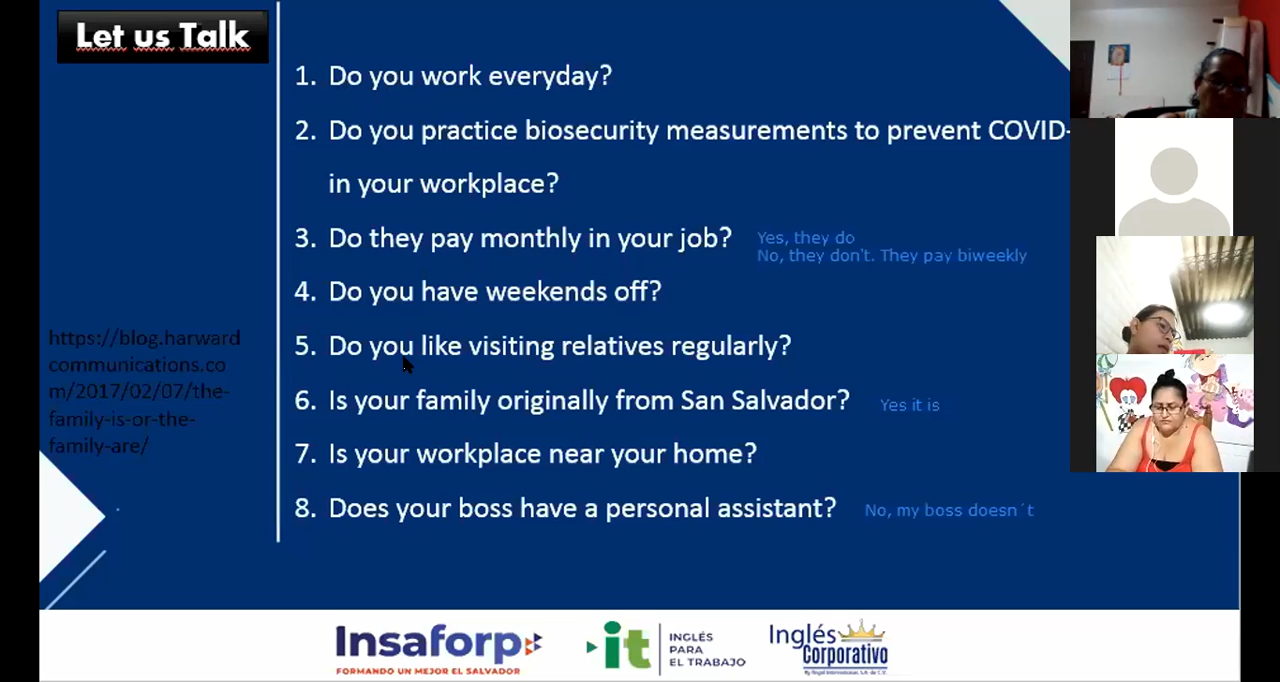 Let us Talk
1. Do you work everyday?
2. Do you practice biosecurity measurements to prevent COVID-
in your workplace?
3. Do they pay monthly in your job?
Yes, they do
No, they don't. They pay biweekly
4. Do you have weekends off?
5. Do you like visiting relatives regularly?
6. Is your family originally from San Salvador?
Yes it is
7. Is your workplace near your home?
8. Does your boss have a personal assistant?
No, my boss doesn´t
https://blog.harward
communications.co
m/2017/02/07/the-
family-is-or-the-
family-are/
Insaforp
FORMANDO UN MEJOR EL SALVADOR
it
INGLÉS
PARA
EL TRABAJO
Inglés
Corporativo